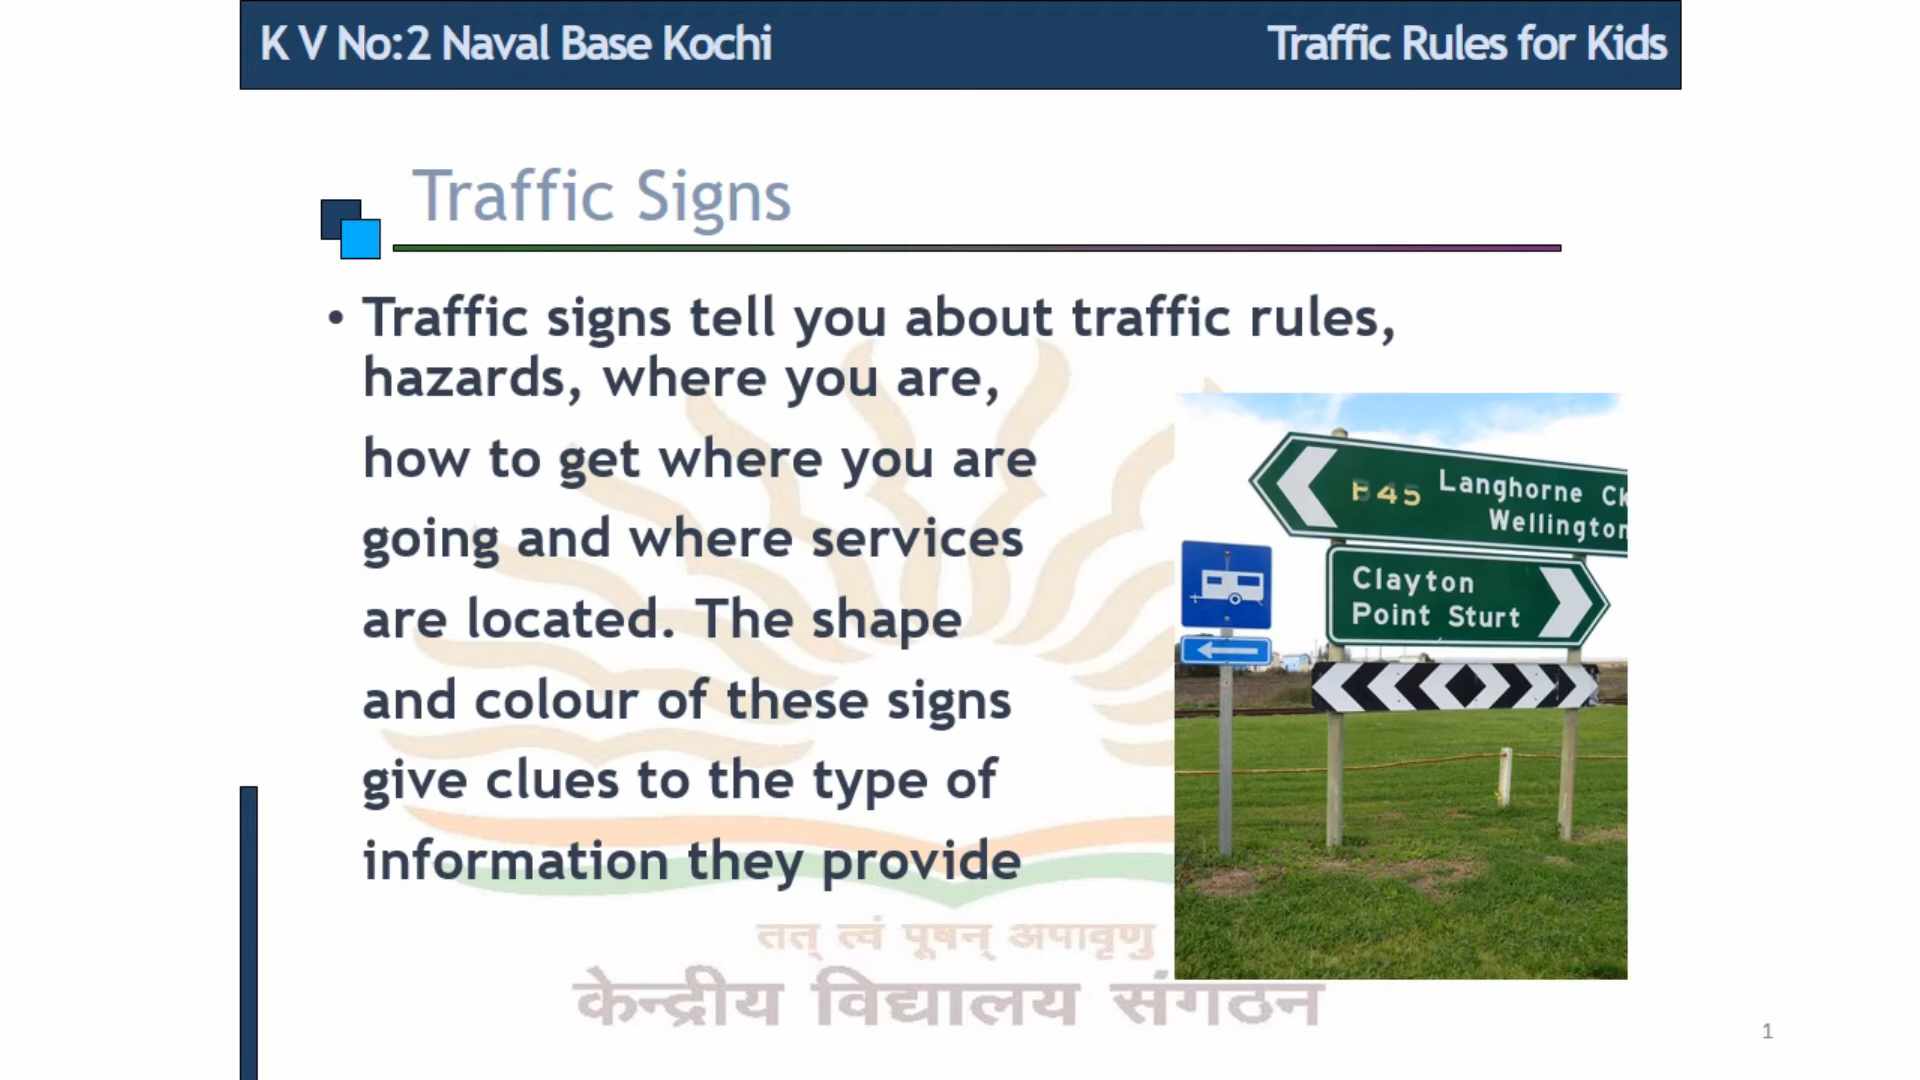 K V No:2 Naval Base Kochi
Traffic Rules for Kids
Traffic Signs
• Traffic signs tell you about traffic rules,
hazards, where you are,
how to get where you are
going and where services
are located. The shape
and colour of these signs
give clues to the type of
information they provide
B45 Langhorne Ck
Wellington
Clayton
Point Sturt
तत् त्वं पूषन् अपावृणु
केन्द्रीय विद्यालय संगठन
1